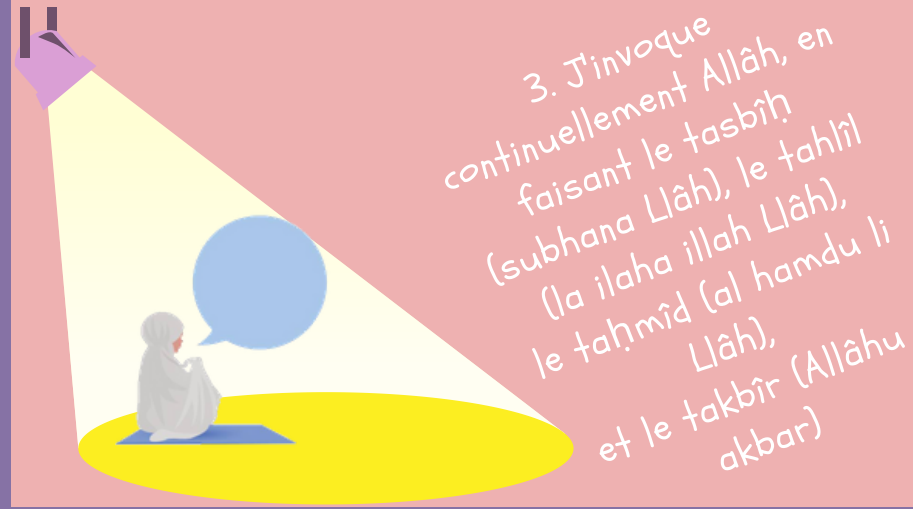 3. J'invoque
continuellement Allâh, en
faisant le tasbîḥ
(subhana Llâh), le tahlîl
(la ilaha illah Llâh),
le taḥmîd (al hamdu li
Llâh),
et le takbîr (Allâhu
akbar)